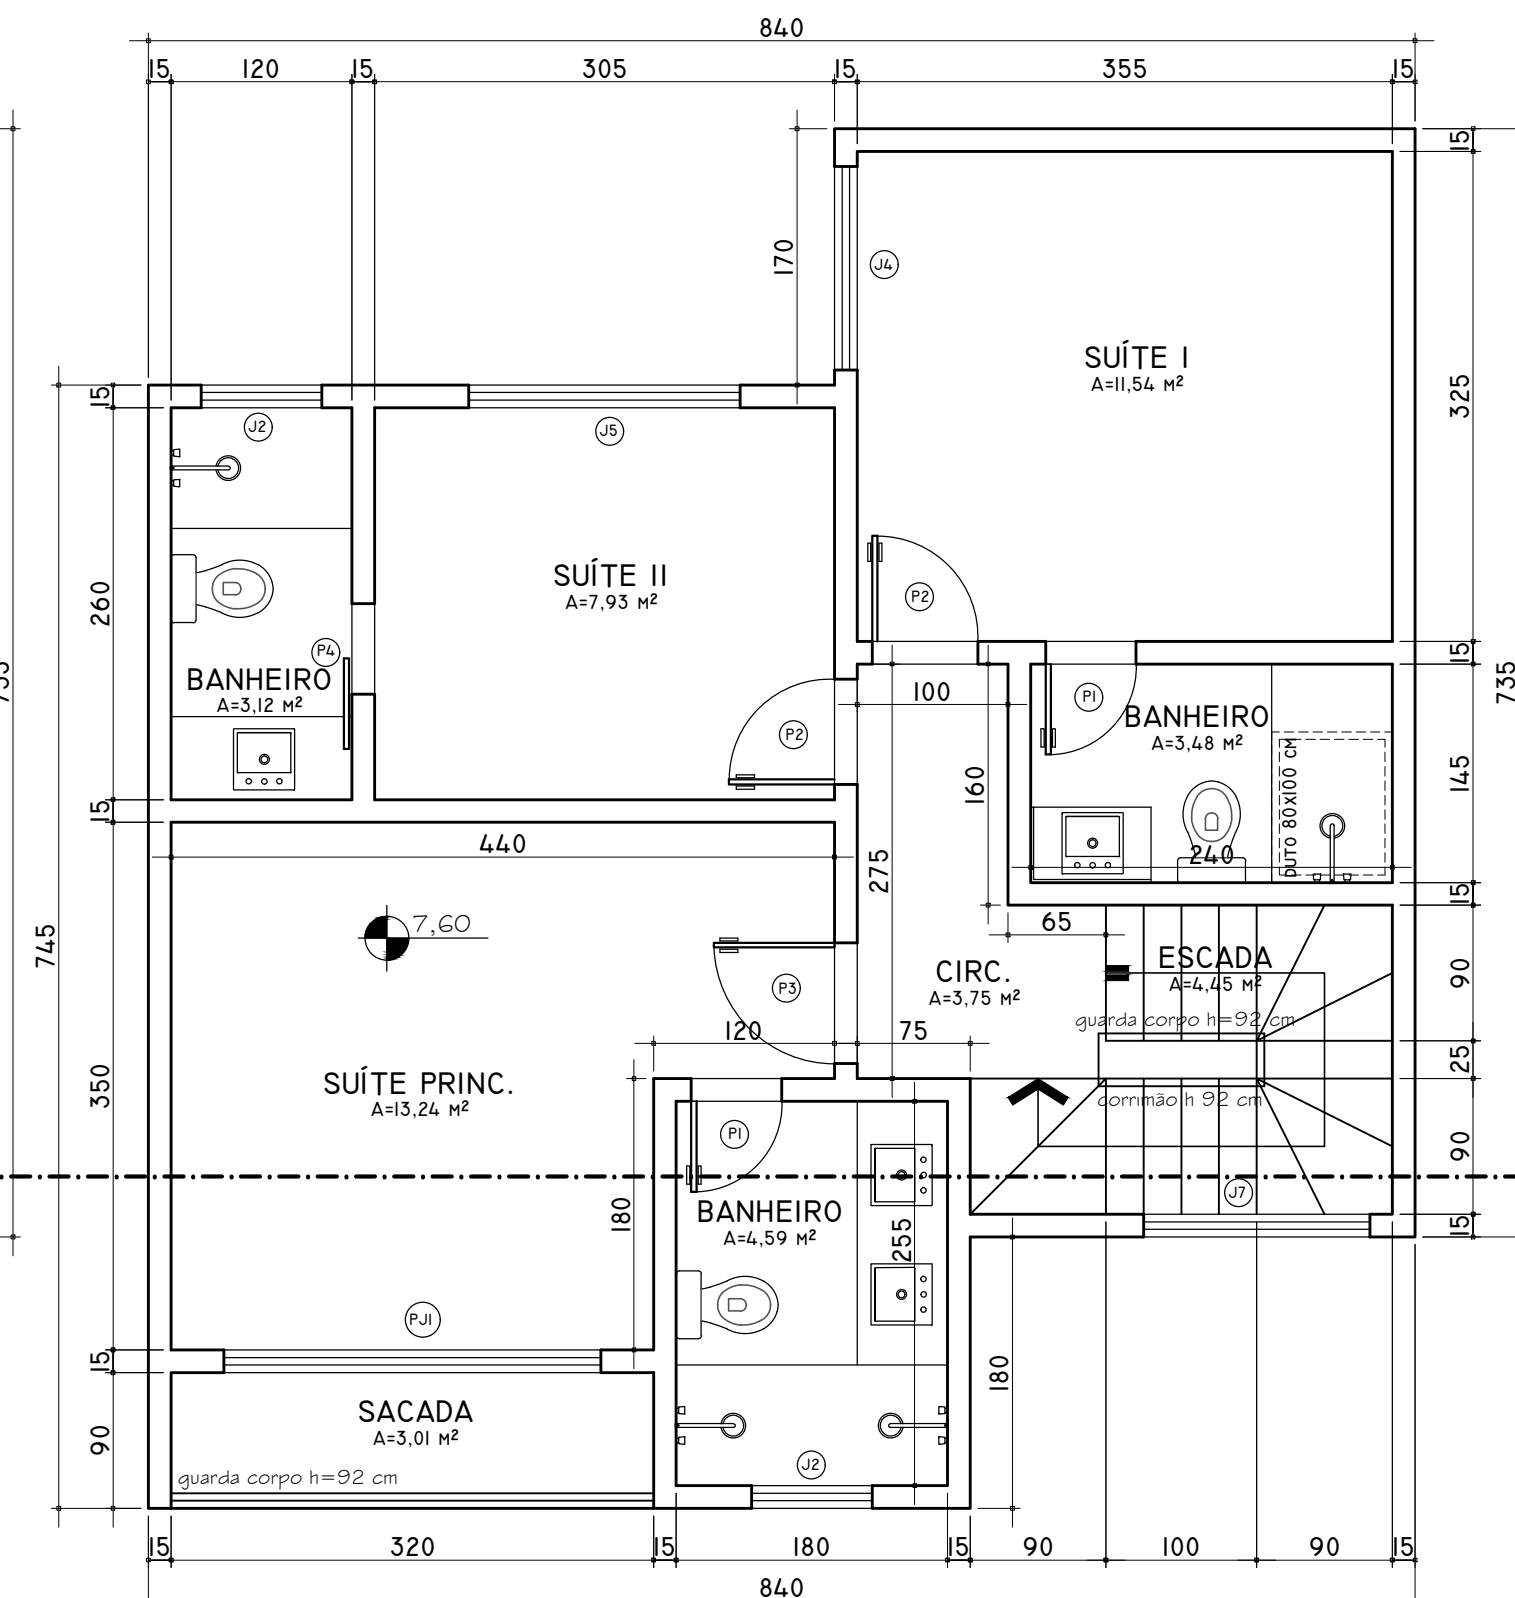 840
15 120 15 305 15 355 15
15
170
J4
SUÍTE I
A=11,54 M²
325
15
J2
J5
SUÍTE II
A=7,93 M²
260
P2
P4
BANHEIRO
A=3,12 M²
15
735
100
P1
BANHEIRO
A=3,48 M²
P2
160
145
DUTO 80X100 CM
15
440
275
240
15
7,60
65
745
ESCADA
A=4,45 M²
90
CIRC.
A=3,75 M²
P3
guarda corpo h=92 cm
120
75
25
SUÍTE PRINC.
A=13,24 M²
350
corrimão h 92 cm
P1
90
J7
180
BANHEIRO
A=4,59 M²
255
15
PJ1
15
180
SACADA
A=3,01 M²
90
J2
guarda corpo h=92 cm
15 320 15 180 15 90 100 90 15
840